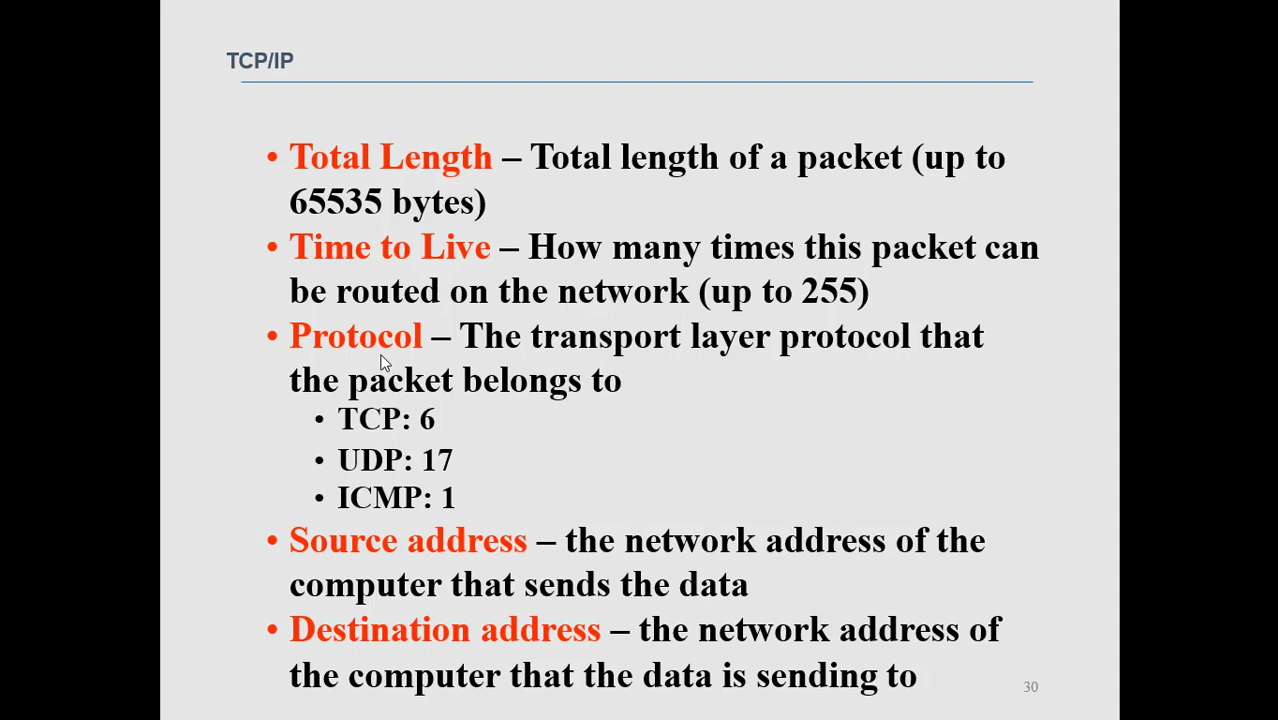 TCP/IP
• Total Length – Total length of a packet (up to
65535 bytes)
• Time to Live – How many times this packet can
be routed on the network (up to 255)
• Protocol – The transport layer protocol that
the packet belongs to
• TCP: 6
• UDP: 17
• ICMP: 1
• Source address – the network address of the
computer that sends the data
• Destination address – the network address of
the computer that the data is sending to
30